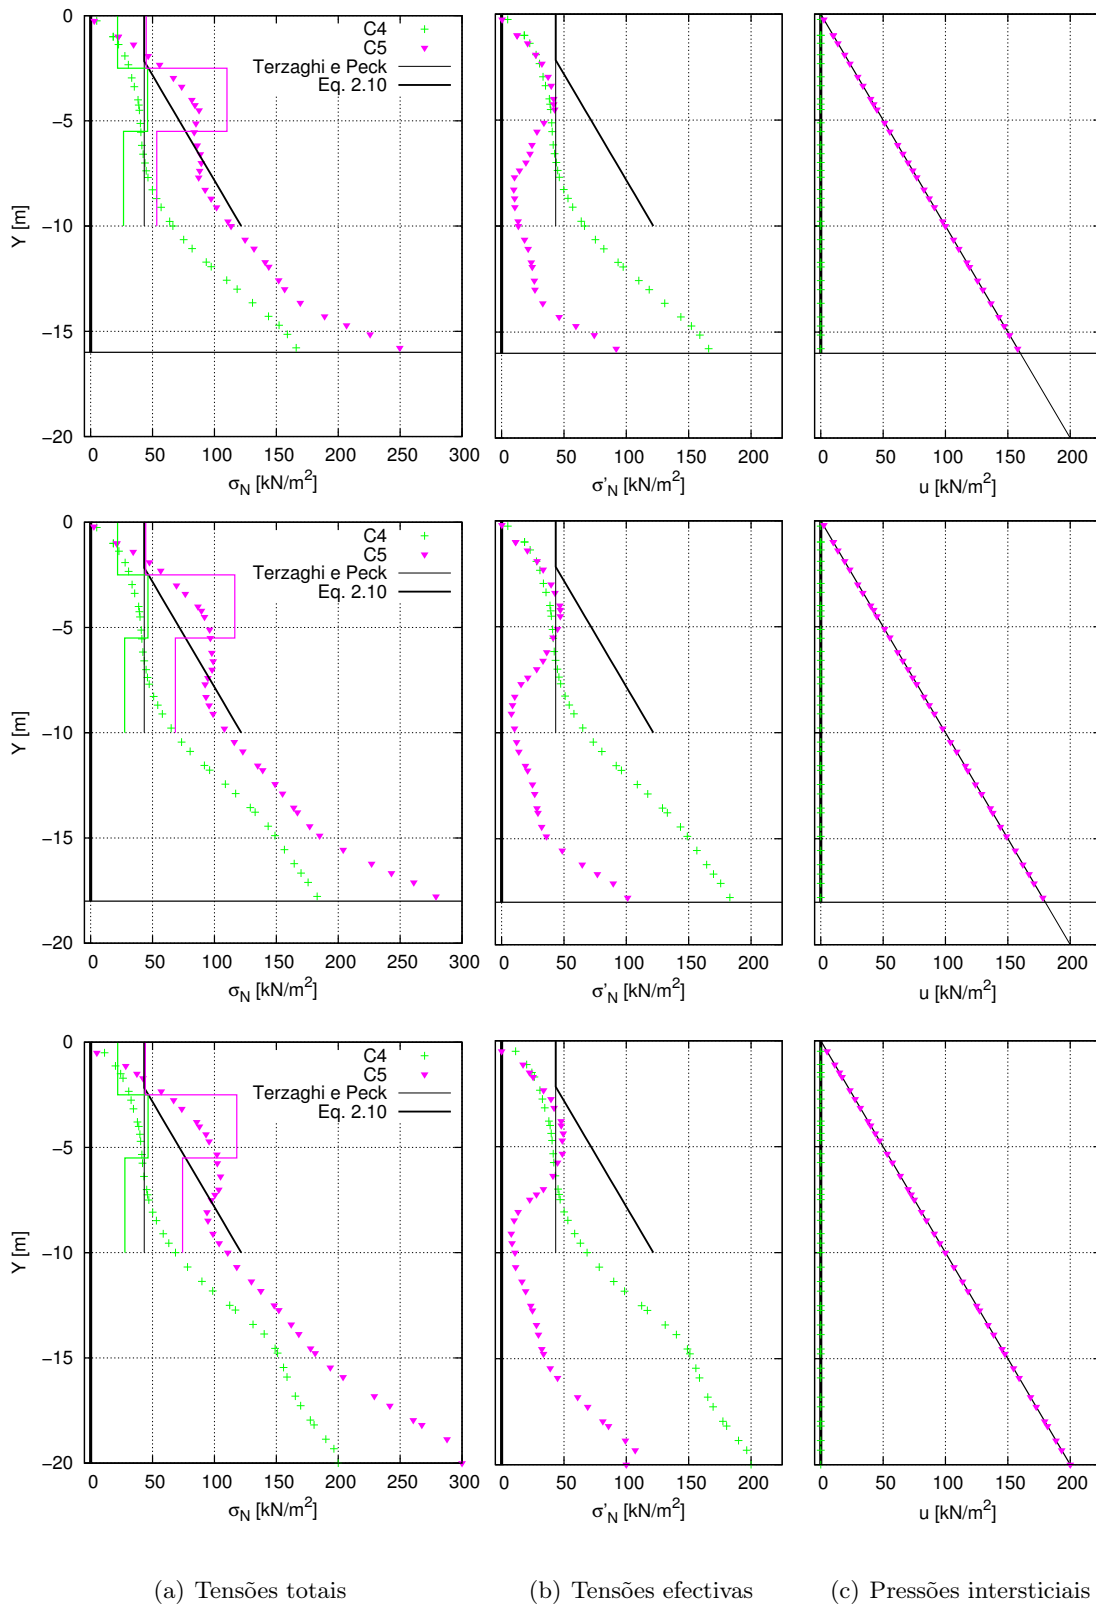 0
−5
−10
−15
−20
Y [m]
C4
C5
Terzaghi e Peck
Eq. 2.10
0 50 100 150 200 250 300
σN [kN/m²]
0 50 100 150 200
σ'N [kN/m²]
0 50 100 150 200
u [kN/m²]
0
−5
−10
−15
−20
Y [m]
C4
C5
Terzaghi e Peck
Eq. 2.10
0 50 100 150 200 250 300
σN [kN/m²]
0 50 100 150 200
σ'N [kN/m²]
0 50 100 150 200
u [kN/m²]
0
−5
−10
−15
−20
Y [m]
C4
C5
Terzaghi e Peck
Eq. 2.10
0 50 100 150 200 250 300
σN [kN/m²]
0 50 100 150 200
σ'N [kN/m²]
0 50 100 150 200
u [kN/m²]
(a) Tensões totais
(b) Tensões efectivas
(c) Pressões intersticiais